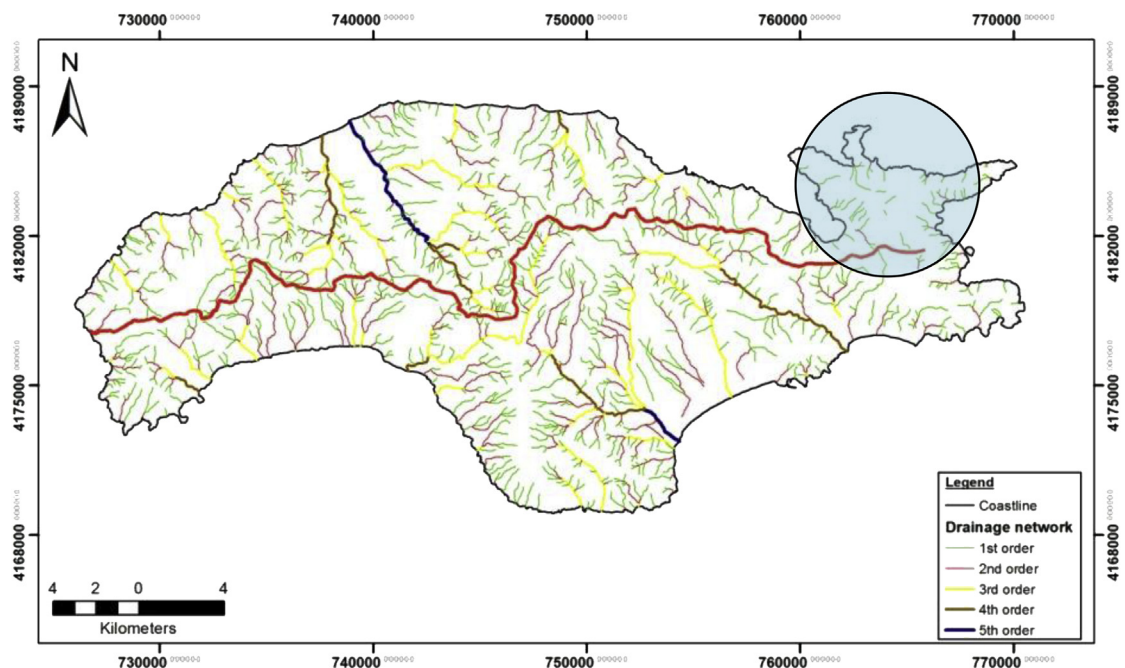 730000 740000 750000 760000 770000
N
4189000 4189000
4182000 4182000
4175000 4175000
4168000 4168000
Legend
Coastline
Drainage network
1st order
2nd order
3rd order
4th order
5th order
4 2 0 4
Kilometers
730000 740000 750000 760000 770000